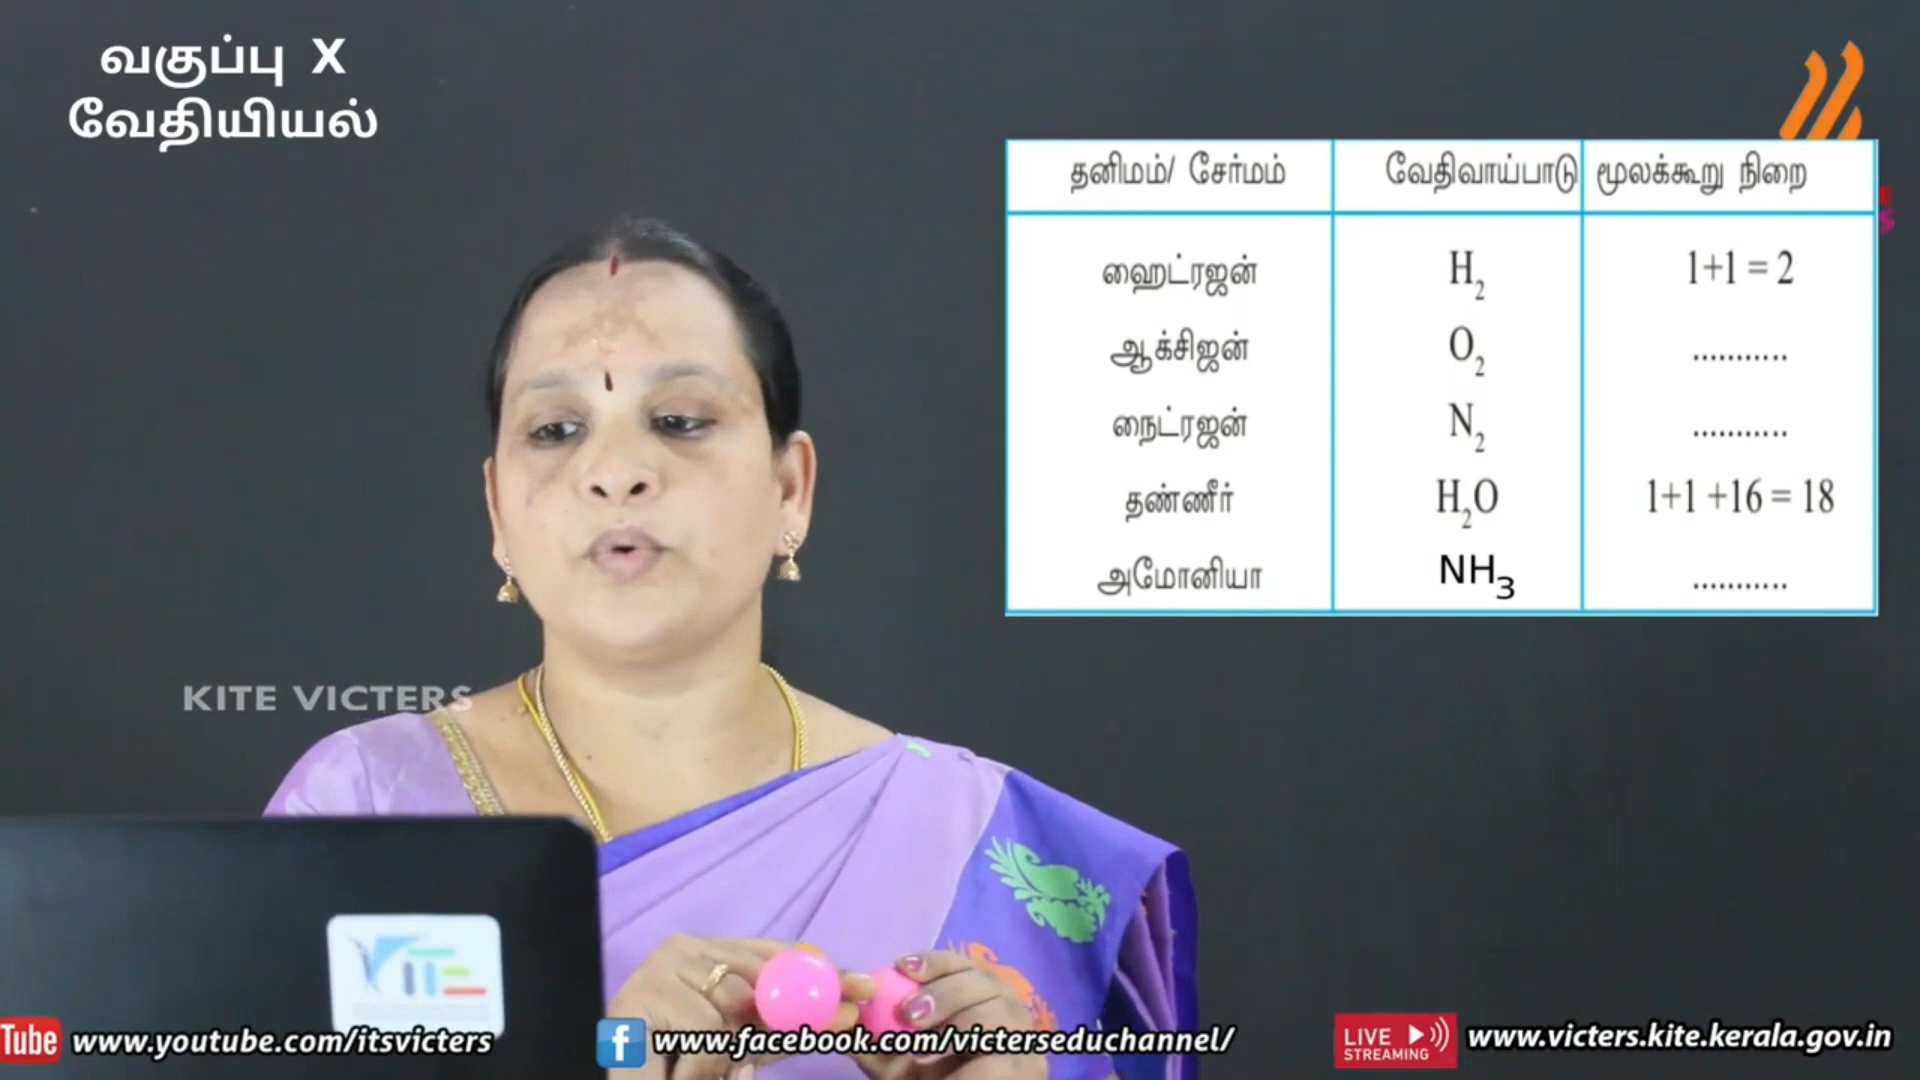 வகுப்பு X
வேதியியல்
தனிமம்/ சேர்மம் வேதிவாய்பாடு மூலக்கூறு நிறை
ஹைட்ரஜன் H₂ 1+1 = 2
ஆக்சிஜன் O₂ ...........
நைட்ரஜன் N₂ ...........
தண்ணீர் H₂O 1+1 +16 = 18
அமோனியா NH₃ ...........
KITE VICTERS
Tube www.youtube.com/itsvicters
f www.facebook.com/victerseduchannel/
LIVE STREAMING www.victers.kite.kerala.gov.in